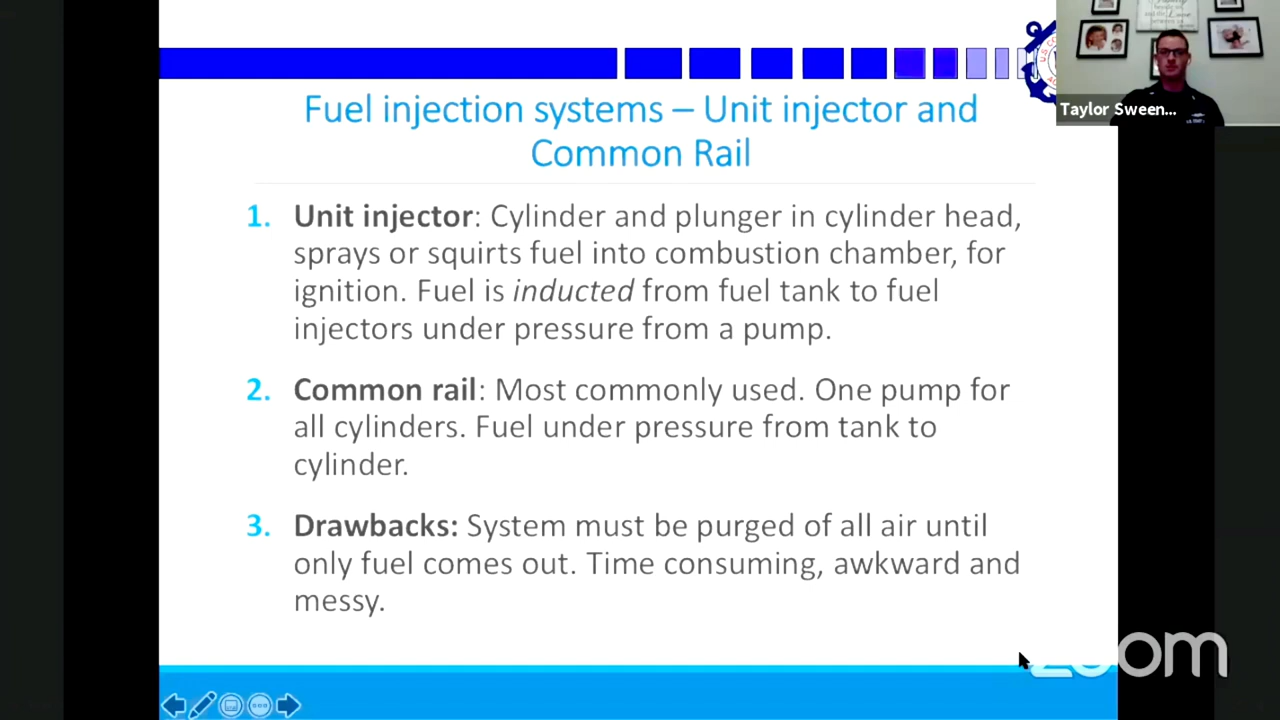 Fuel injection systems – Unit injector and
Common Rail
1. Unit injector: Cylinder and plunger in cylinder head,
sprays or squirts fuel into combustion chamber, for
ignition. Fuel is inducted from fuel tank to fuel
injectors under pressure from a pump.
2. Common rail: Most commonly used. One pump for
all cylinders. Fuel under pressure from tank to
cylinder.
3. Drawbacks: System must be purged of all air until
only fuel comes out. Time consuming, awkward and
messy.
Taylor Sween...
zoom